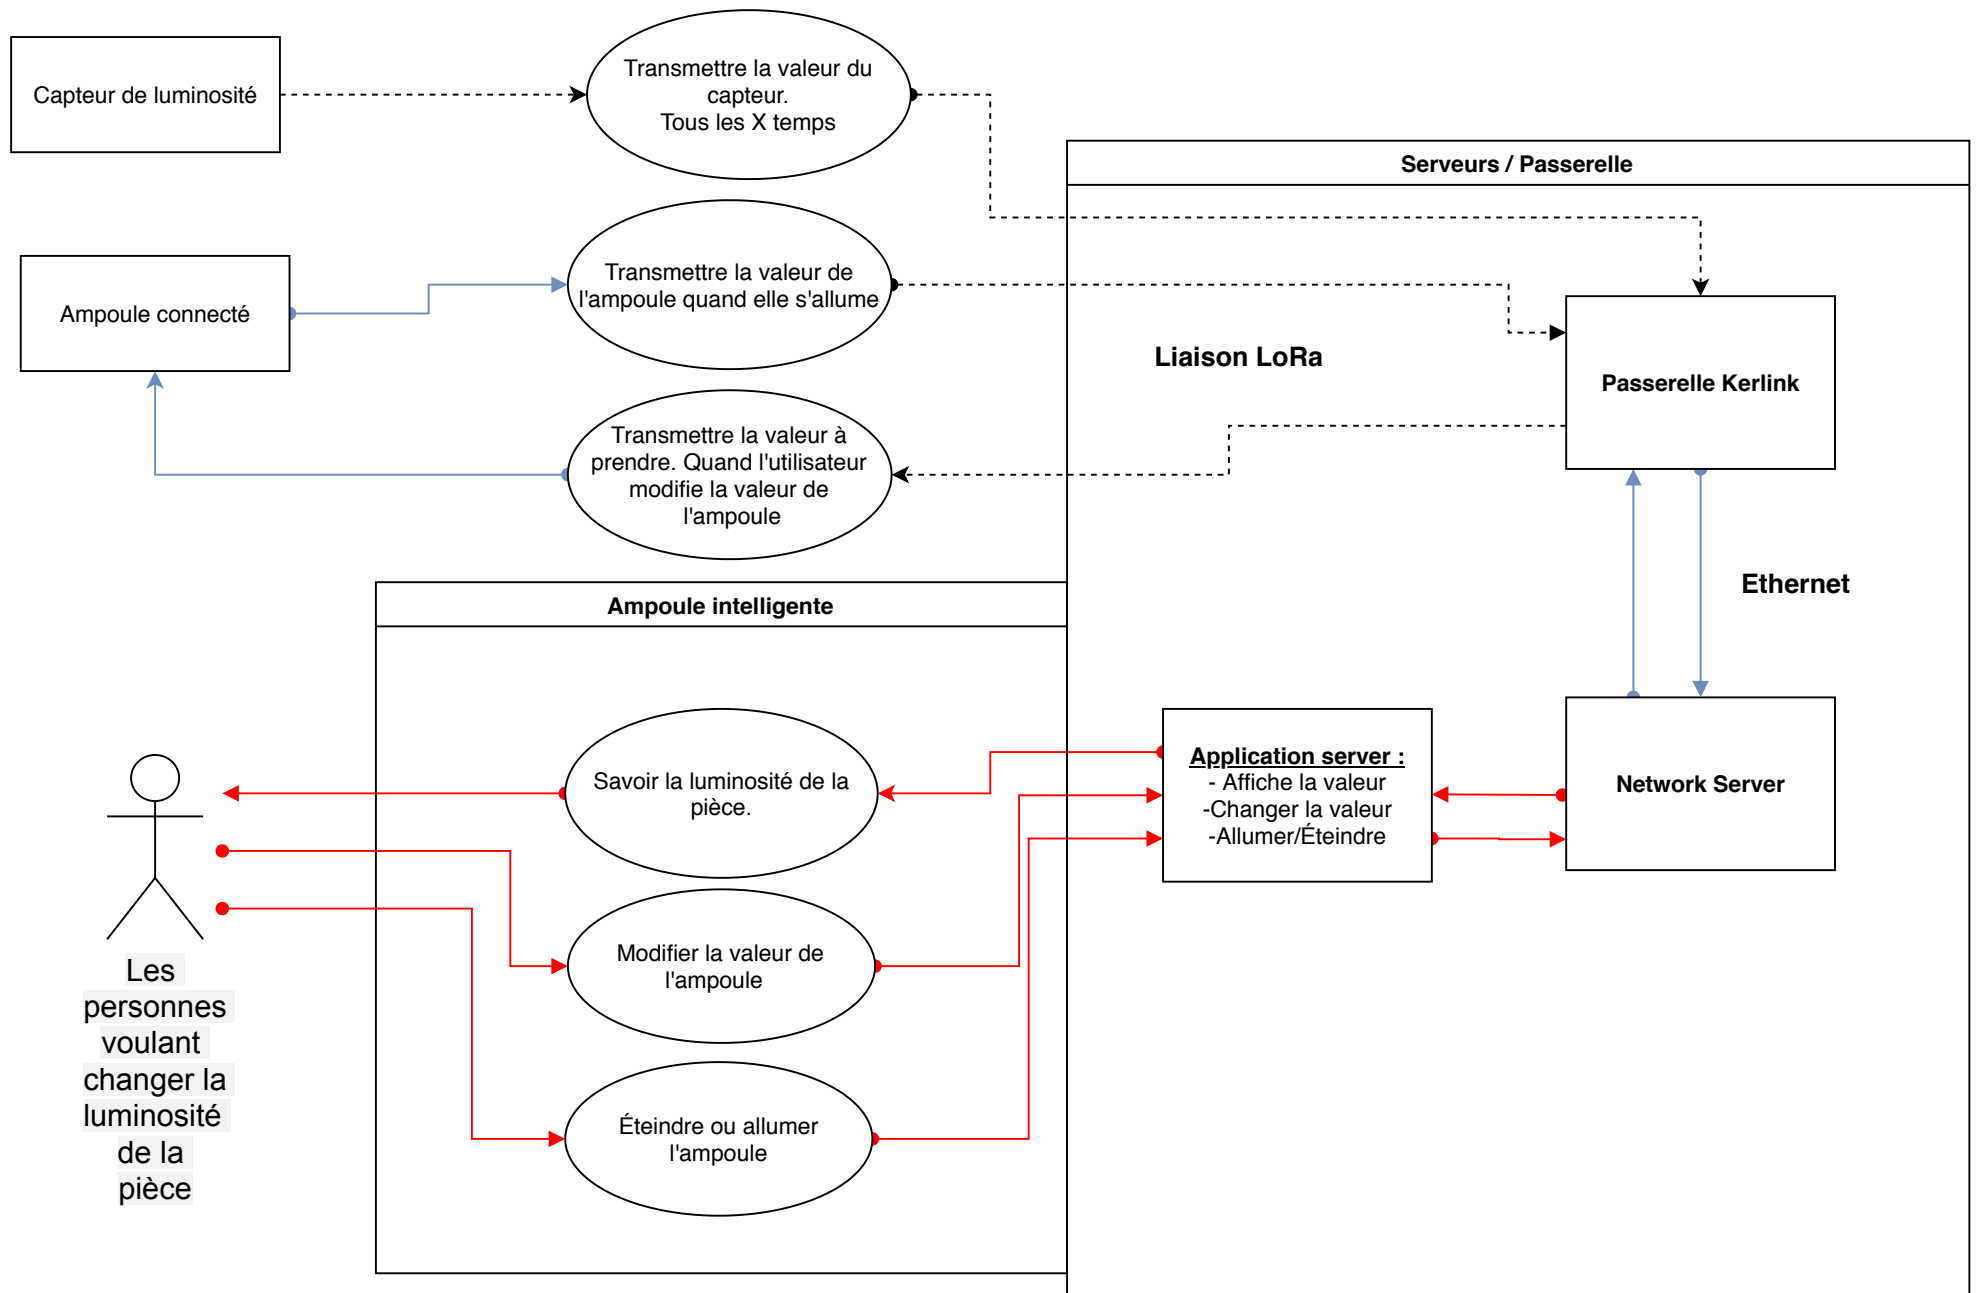 Capteur de luminosité
Transmettre la valeur du
capteur.
Tous les X temps
Serveurs / Passerelle
Ampoule connecté
Transmettre la valeur de
l'ampoule quand elle s'allume
Liaison LoRa
Passerelle Kerlink
Transmettre la valeur à
prendre. Quand l'utilisateur
modifie la valeur de
l'ampoule
Ethernet
Ampoule intelligente
Savoir la luminosité de la
pièce.
Application server :
- Affiche la valeur
-Changer la valeur
-Allumer/Éteindre
Network Server
Modifier la valeur de
l'ampoule
Les
personnes
voulant
changer la
luminosité
de la
pièce
Éteindre ou allumer
l'ampoule